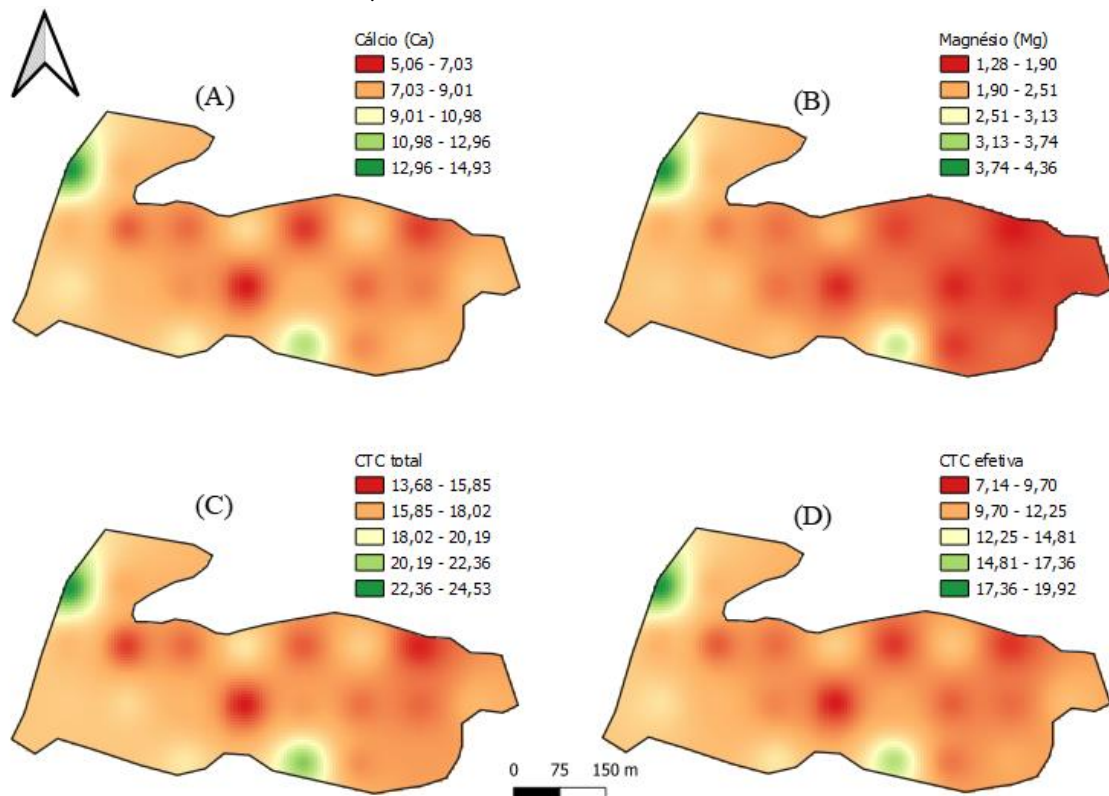 Cálcio (Ca)
5,06 - 7,03
7,03 - 9,01
9,01 - 10,98
10,98 - 12,96
12,96 - 14,93
(A)
Magnésio (Mg)
1,28 - 1,90
1,90 - 2,51
2,51 - 3,13
3,13 - 3,74
3,74 - 4,36
(B)
CTC total
13,68 - 15,85
15,85 - 18,02
18,02 - 20,19
20,19 - 22,36
22,36 - 24,53
(C)
CTC efetiva
7,14 - 9,70
9,70 - 12,25
12,25 - 14,81
14,81 - 17,36
17,36 - 19,92
(D)
0 75 150 m